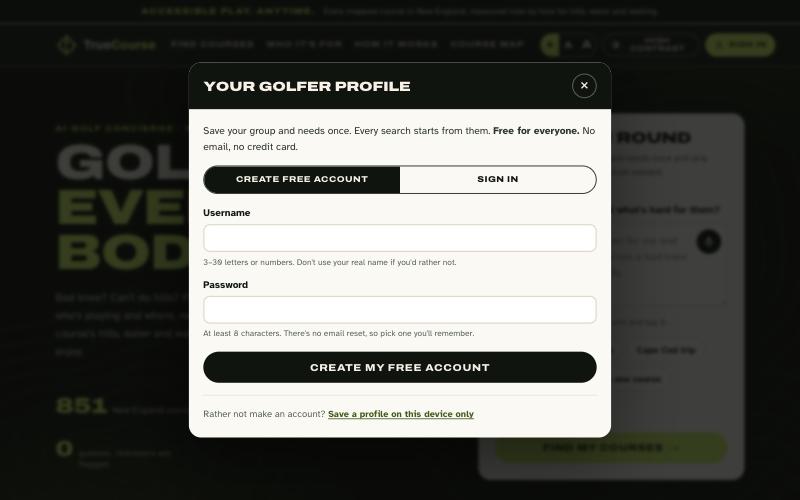 ACCESSIBLE PLAY. ANYTIME.
TrueCourse
FIND COURSES
WHO IT'S FOR
HOW IT WORKS
COURSE MAP
SIGN IN
YOUR GOLFER PROFILE
Save your group and needs once. Every search starts from them. Free for everyone. No
email, no credit card.
CREATE FREE ACCOUNT
SIGN IN
Username
3–30 letters or numbers. Don't use your real name if you'd rather not.
Password
At least 8 characters. There's no email reset, so pick one you'll remember.
CREATE MY FREE ACCOUNT
Rather not make an account? Save a profile on this device only
ROUND
what's hard for them?
851
0
Cape Cod trip
FIND MY COURSES →